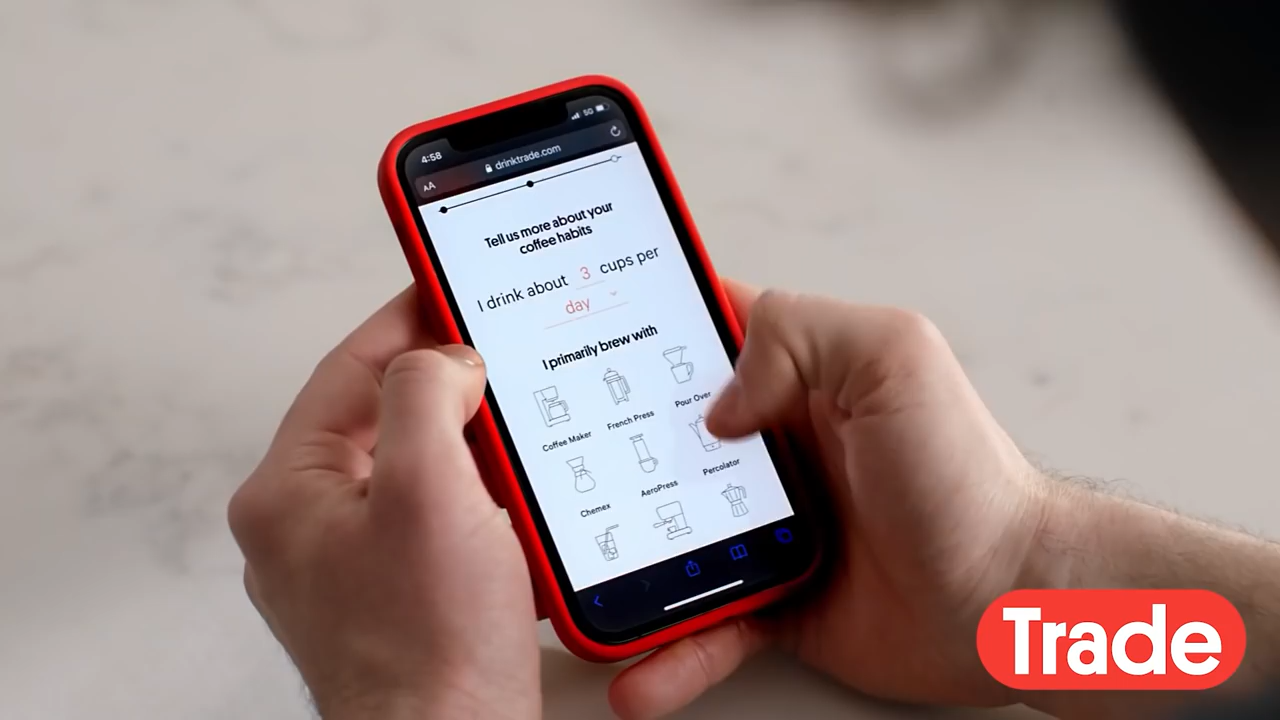 4:58
5G
AA
drinktrade.com
Tell us more about your
coffee habits
I drink about 3 cups per
day
I primarily brew with
Coffee Maker
French Press
Pour Over
Chemex
AeroPress
Percolator
Trade